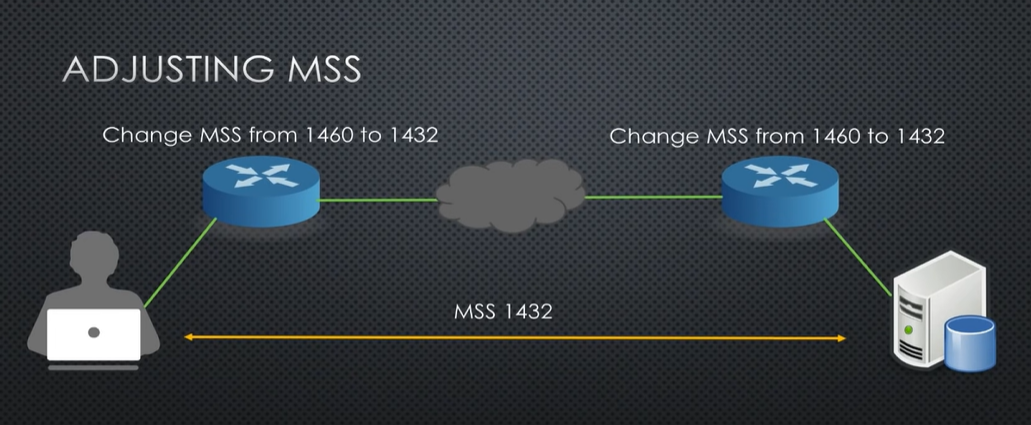 ADJUSTING MSS
Change MSS from 1460 to 1432
Change MSS from 1460 to 1432
MSS 1432